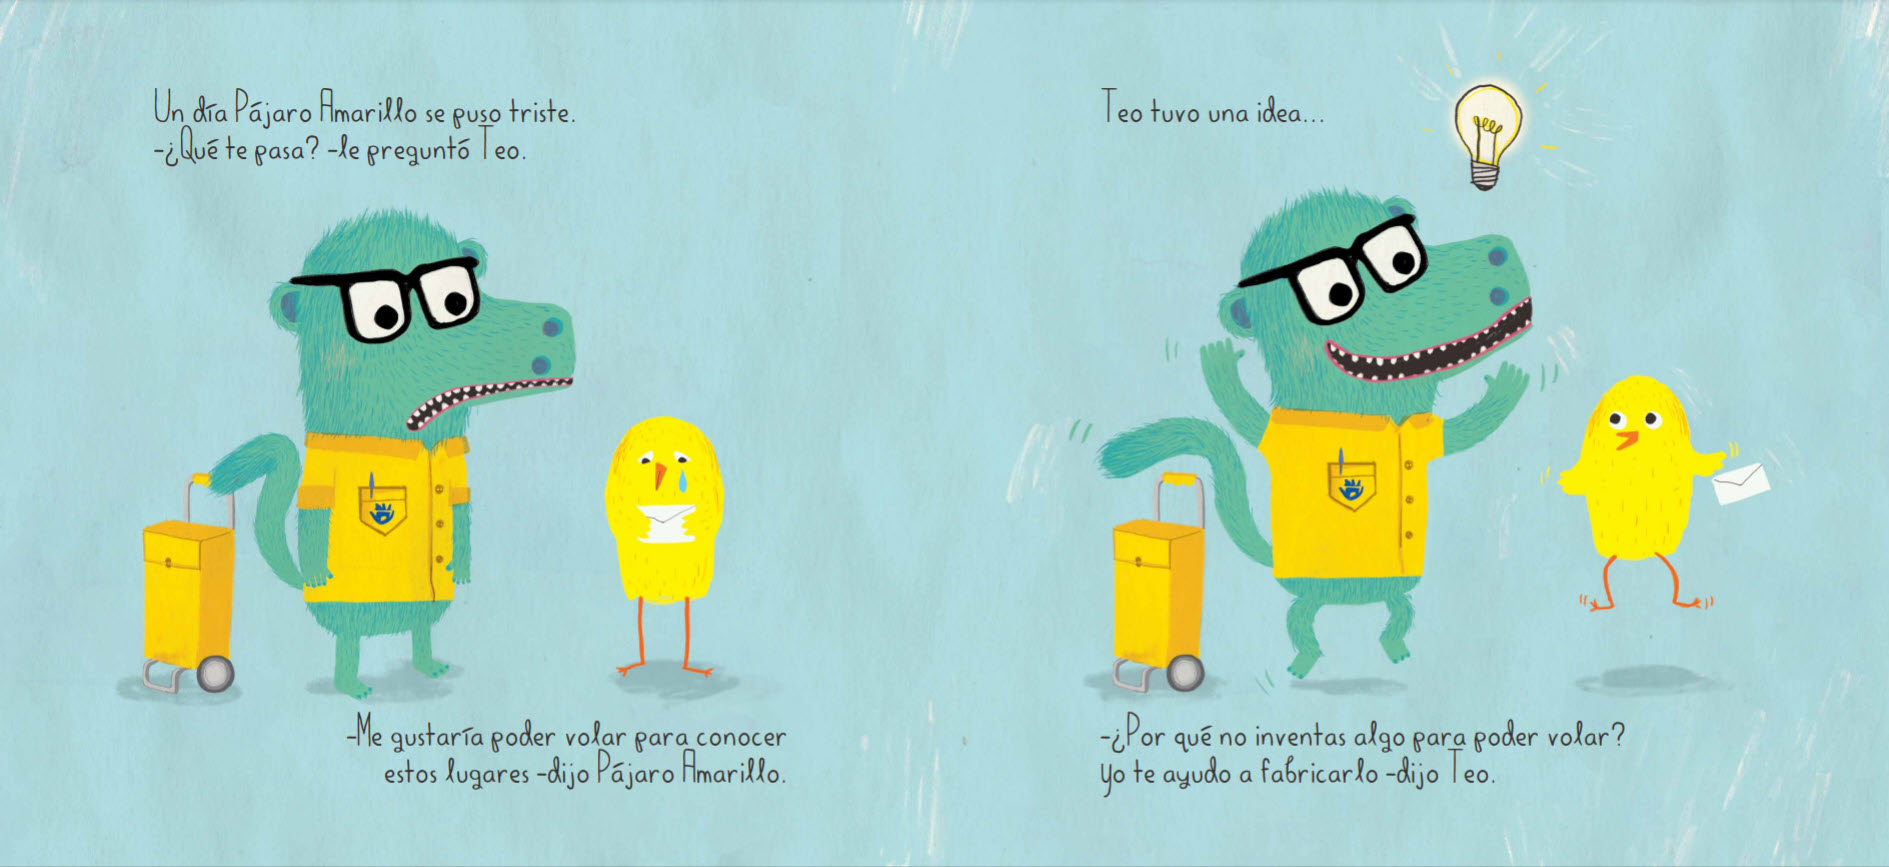 Un día Pájaro Amarillo se puso triste.
-¿Qué te pasa? -le preguntó Teo.
-Me gustaría poder volar para conocer
estos lugares -dijo Pájaro Amarillo.
Teo tuvo una idea...
-¿Por qué no inventas algo para poder volar?
Yo te ayudo a fabricarlo -dijo Teo.